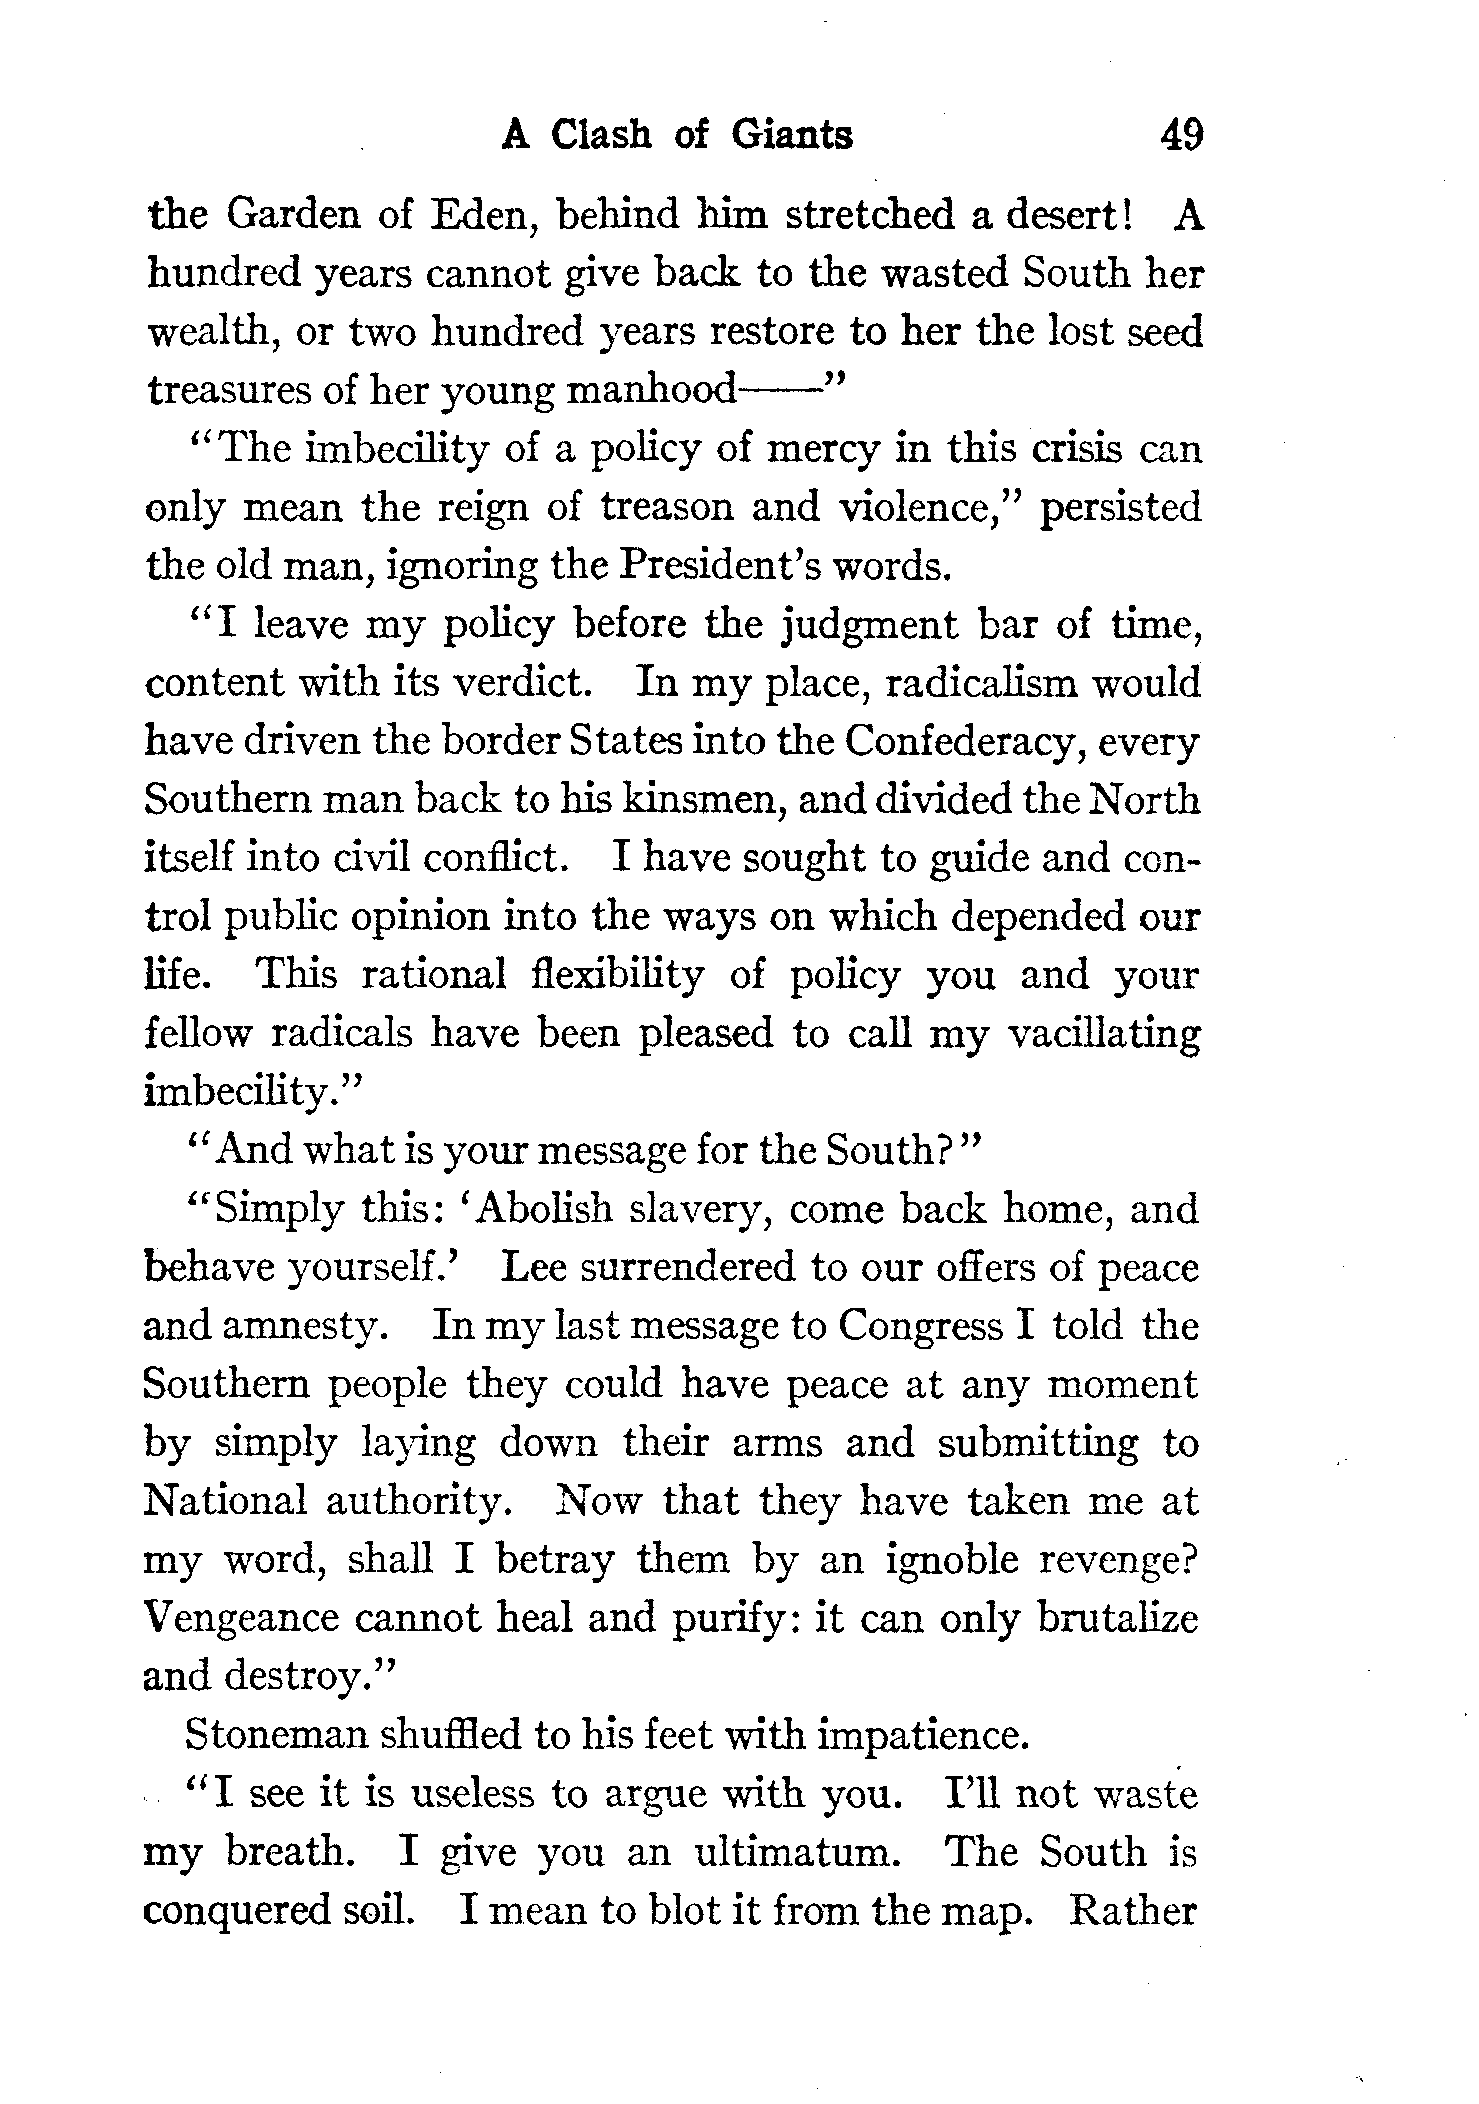 A Clash of Giants 49
the Garden of Eden, behind him stretched a desert! A
hundred years cannot give back to the wasted South her
wealth, or two hundred years restore to her the lost seed
treasures of her young manhood——”
“The imbecility of a policy of mercy in this crisis can
only mean the reign of treason and violence,” persisted
the old man, ignoring the President’s words.
“I leave my policy before the judgment bar of time,
content with its verdict. In my place, radicalism would
have driven the border States into the Confederacy, every
Southern man back to his kinsmen, and divided the North
itself into civil conflict. I have sought to guide and con-
trol public opinion into the ways on which depended our
life. This rational flexibility of policy you and your
fellow radicals have been pleased to call my vacillating
imbecility.”
“And what is your message for the South?”
“Simply this: ‘Abolish slavery, come back home, and
behave yourself.’ Lee surrendered to our offers of peace
and amnesty. In my last message to Congress I told the
Southern people they could have peace at any moment
by simply laying down their arms and submitting to
National authority. Now that they have taken me at
my word, shall I betray them by an ignoble revenge?
Vengeance cannot heal and purify: it can only brutalize
and destroy.”
Stoneman shuffled to his feet with impatience.
“I see it is useless to argue with you. I’ll not waste
my breath. I give you an ultimatum. The South is
conquered soil. I mean to blot it from the map. Rather